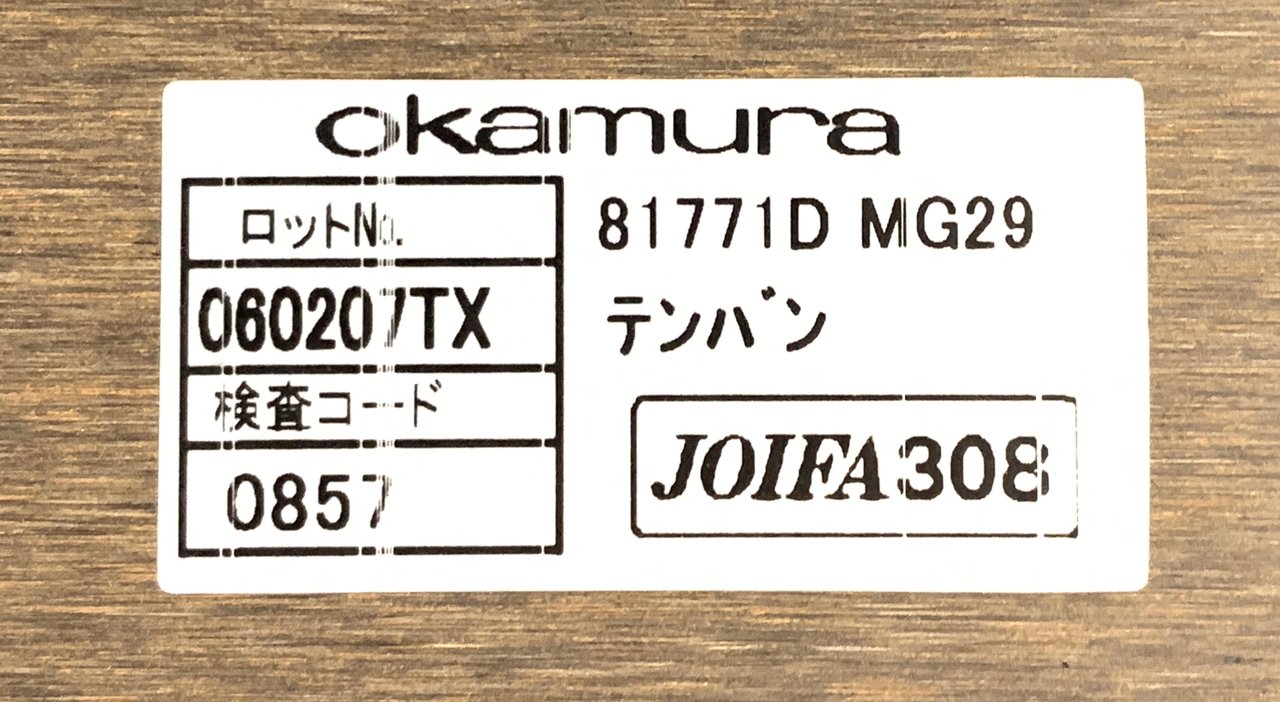 okamura
ロットNo.
060207TX
検査コード
0857
81771D MG29
テンバン
JOIFA308